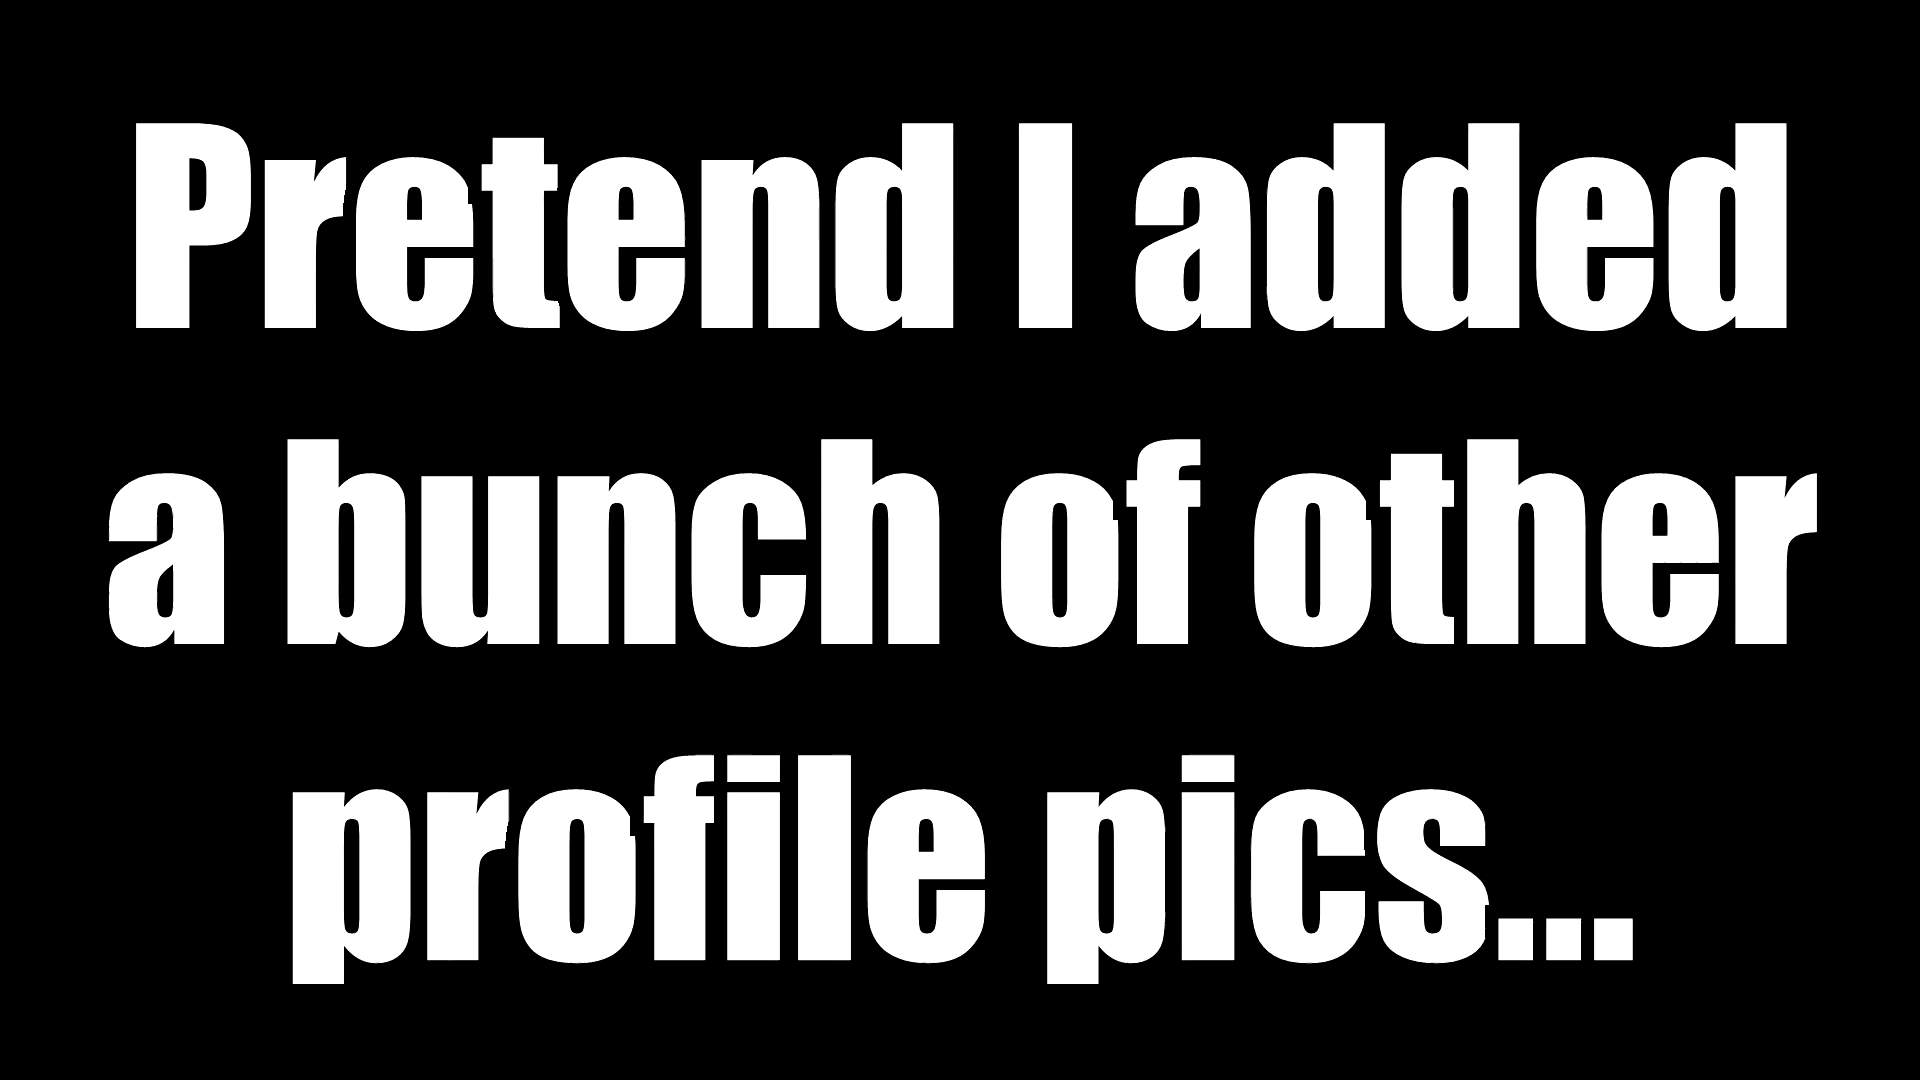 Pretend I added
a bunch of other
profile pics...